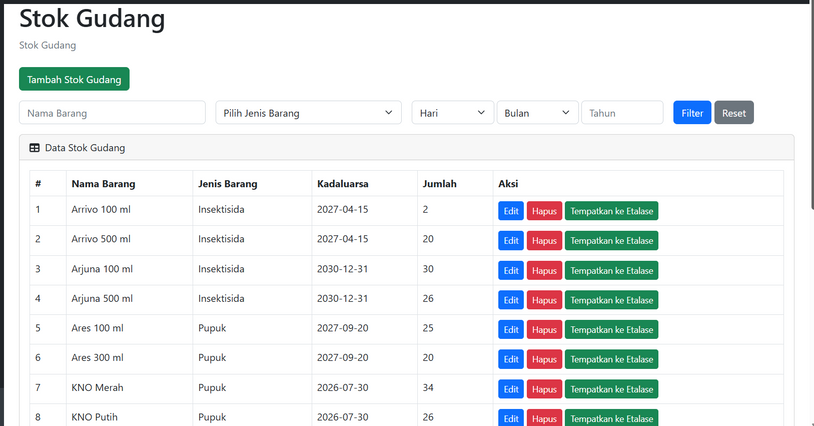 Stok Gudang
Stok Gudang
Tambah Stok Gudang
Nama Barang Pilih Jenis Barang Hari Bulan Tahun Filter Reset
Data Stok Gudang
# Nama Barang Jenis Barang Kadaluarsa Jumlah Aksi
1 Arrivo 100 ml Insektisida 2027-04-15 2 Edit Hapus Tempatkan ke Etalase
2 Arrivo 500 ml Insektisida 2027-04-15 20 Edit Hapus Tempatkan ke Etalase
3 Arjuna 100 ml Insektisida 2030-12-31 30 Edit Hapus Tempatkan ke Etalase
4 Arjuna 500 ml Insektisida 2030-12-31 26 Edit Hapus Tempatkan ke Etalase
5 Ares 100 ml Pupuk 2027-09-20 25 Edit Hapus Tempatkan ke Etalase
6 Ares 300 ml Pupuk 2027-09-20 20 Edit Hapus Tempatkan ke Etalase
7 KNO Merah Pupuk 2026-07-30 34 Edit Hapus Tempatkan ke Etalase
8 KNO Putih Pupuk 2026-07-30 26 Edit Hapus Tempatkan ke Etalase